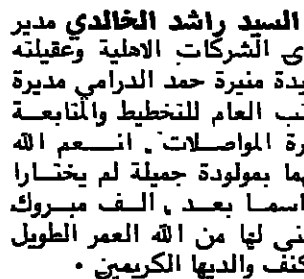 السيد راشد الخالدي مدير
ى الشركات الاهلية وعقيلته
يدة منيرة حمد الدرامي مديرة
تب العام للتخطيط والمتابعة
رة المواصلات . انعم الله
هما بمولودة جميلة لم يختارا
اسما بعد ، الف مبروك
نى لها من الله العمر الطويل
كنف والديها الكريمين .